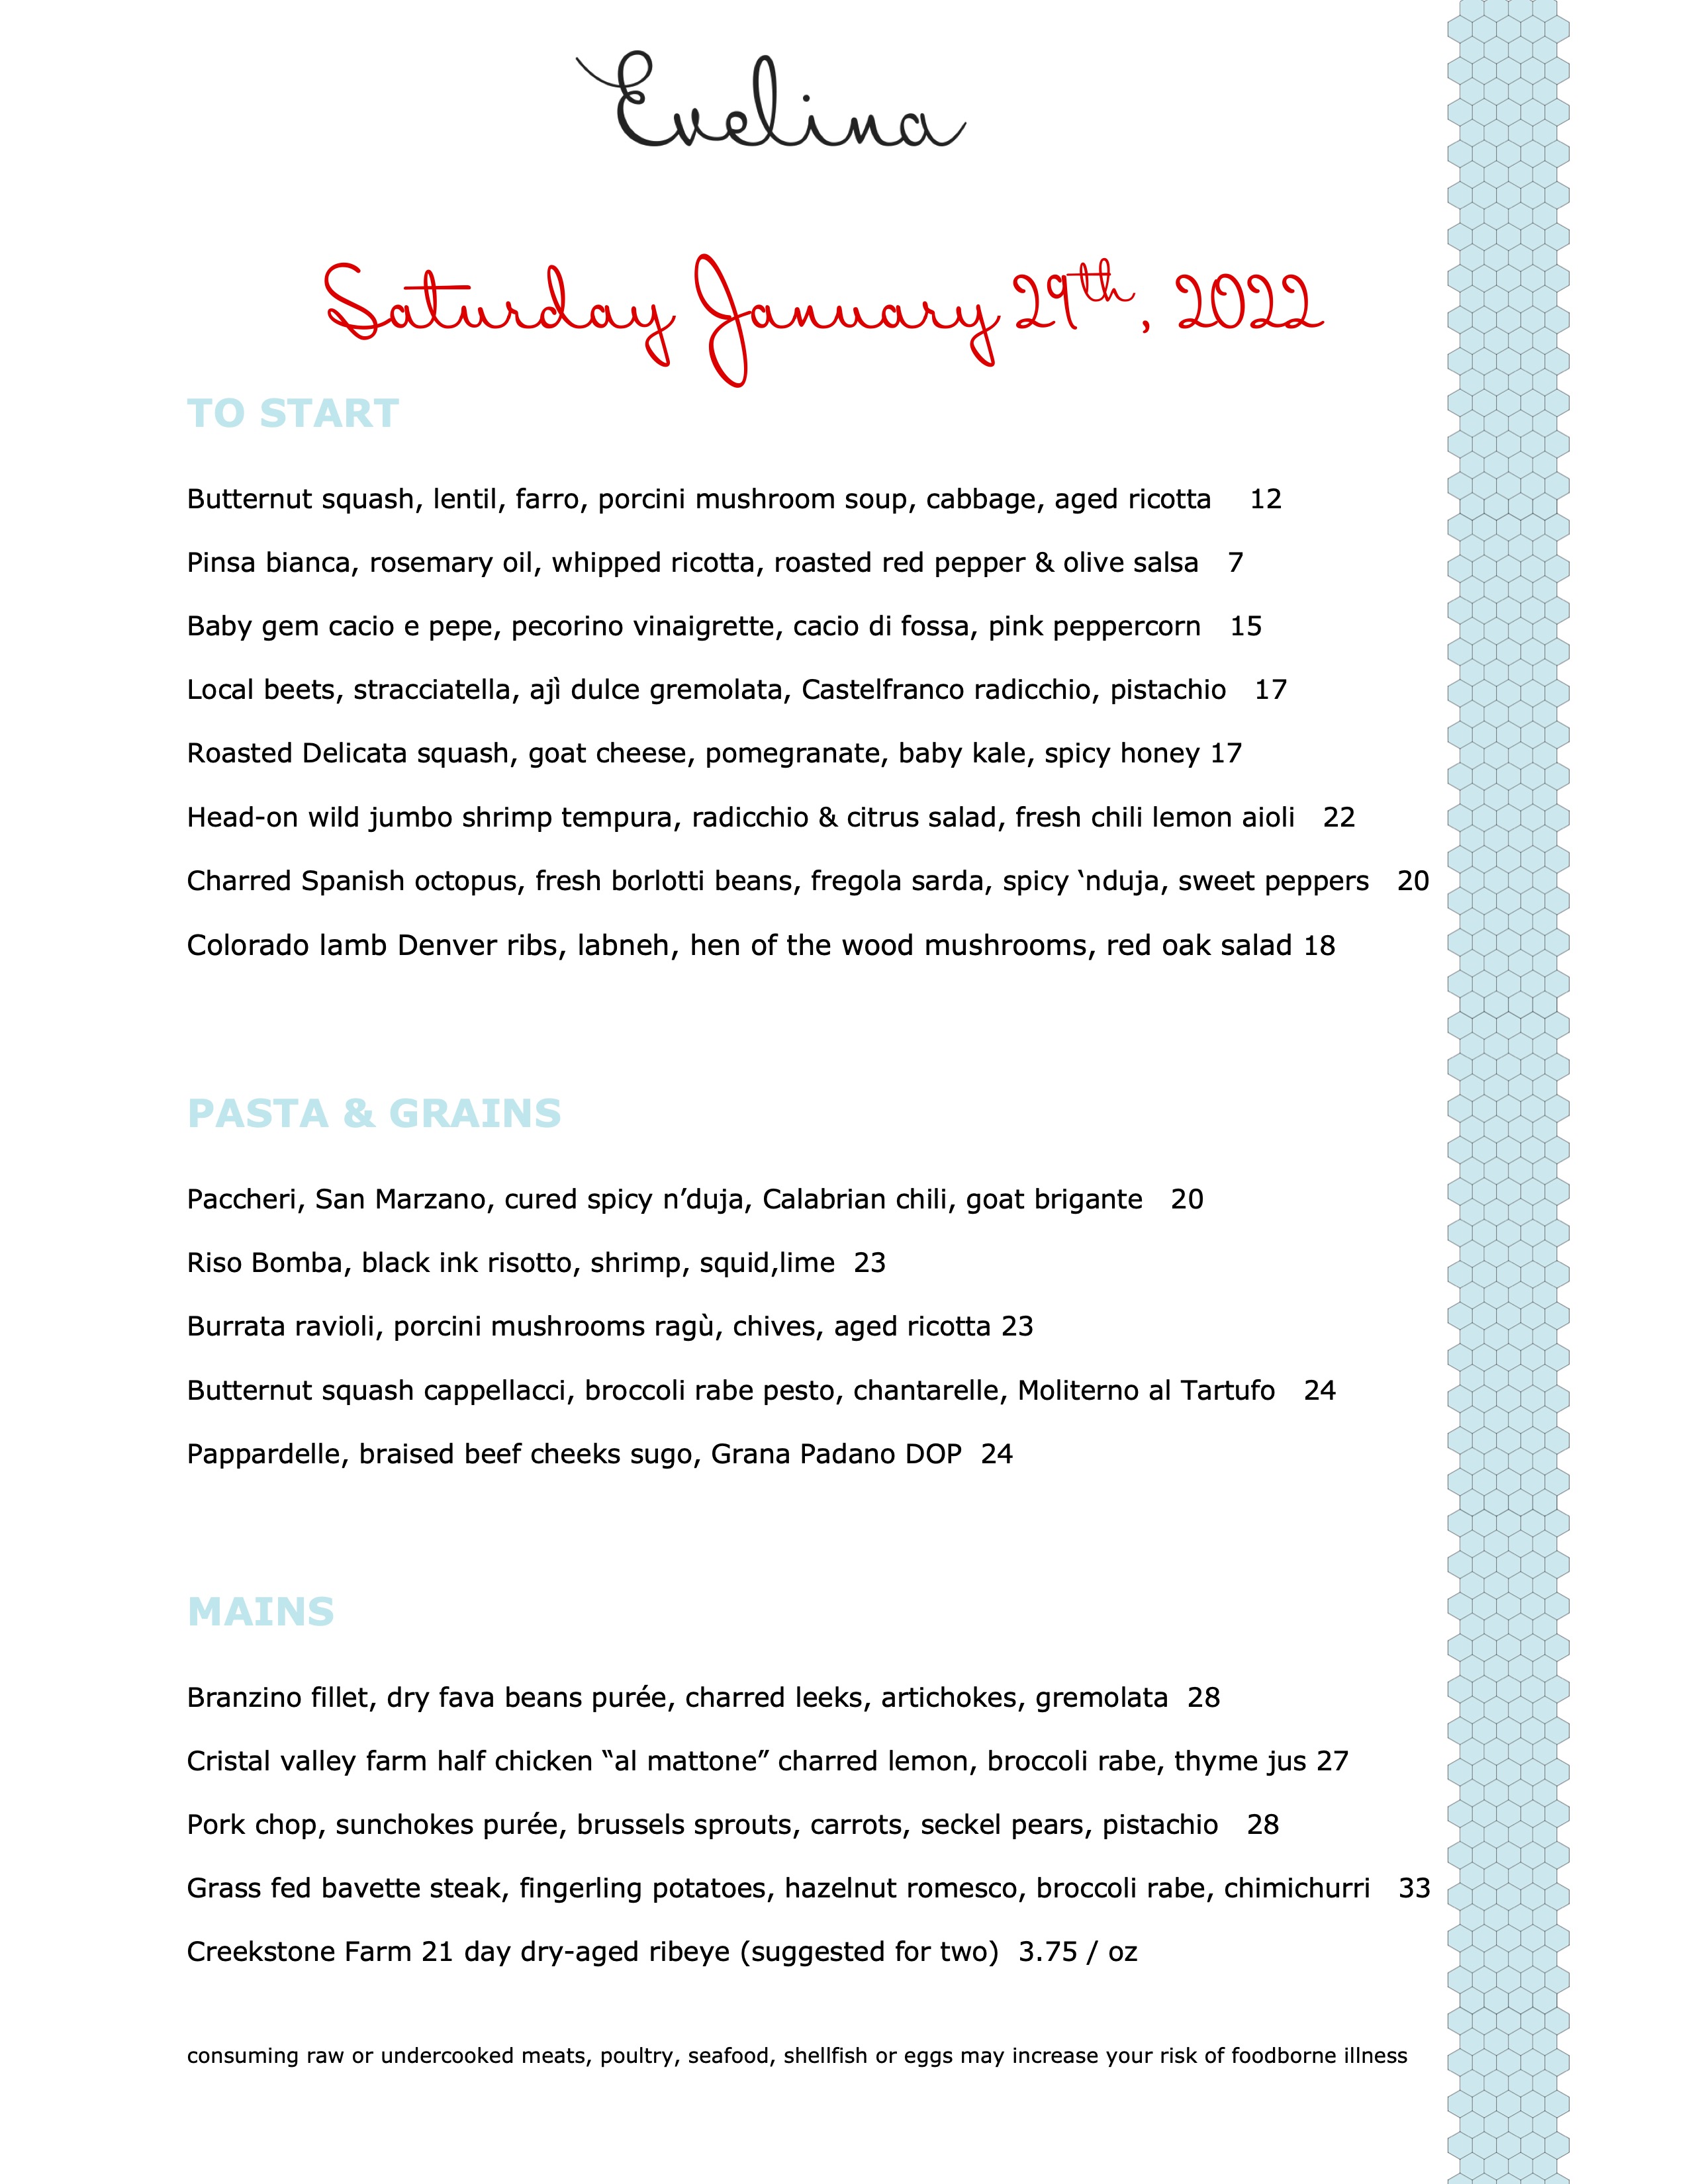 Evelina
Saturday January 29th, 2022
TO START
Butternut squash, lentil, farro, porcini mushroom soup, cabbage, aged ricotta 12
Pinsa bianca, rosemary oil, whipped ricotta, roasted red pepper & olive salsa 7
Baby gem cacio e pepe, pecorino vinaigrette, cacio di fossa, pink peppercorn 15
Local beets, stracciatella, ajì dulce gremolata, Castelfranco radicchio, pistachio 17
Roasted Delicata squash, goat cheese, pomegranate, baby kale, spicy honey 17
Head-on wild jumbo shrimp tempura, radicchio & citrus salad, fresh chili lemon aioli 22
Charred Spanish octopus, fresh borlotti beans, fregola sarda, spicy ‘nduja, sweet peppers 20
Colorado lamb Denver ribs, labneh, hen of the wood mushrooms, red oak salad 18
PASTA & GRAINS
Paccheri, San Marzano, cured spicy n’duja, Calabrian chili, goat brigante 20
Riso Bomba, black ink risotto, shrimp, squid,lime 23
Burrata ravioli, porcini mushrooms ragù, chives, aged ricotta 23
Butternut squash cappellacci, broccoli rabe pesto, chantarelle, Moliterno al Tartufo 24
Pappardelle, braised beef cheeks sugo, Grana Padano DOP 24
MAINS
Branzino fillet, dry fava beans purée, charred leeks, artichokes, gremolata 28
Cristal valley farm half chicken “al mattone” charred lemon, broccoli rabe, thyme jus 27
Pork chop, sunchokes purée, brussels sprouts, carrots, seckel pears, pistachio 28
Grass fed bavette steak, fingerling potatoes, hazelnut romesco, broccoli rabe, chimichurri 33
Creekstone Farm 21 day dry-aged ribeye (suggested for two) 3.75 / oz
consuming raw or undercooked meats, poultry, seafood, shellfish or eggs may increase your risk of foodborne illness